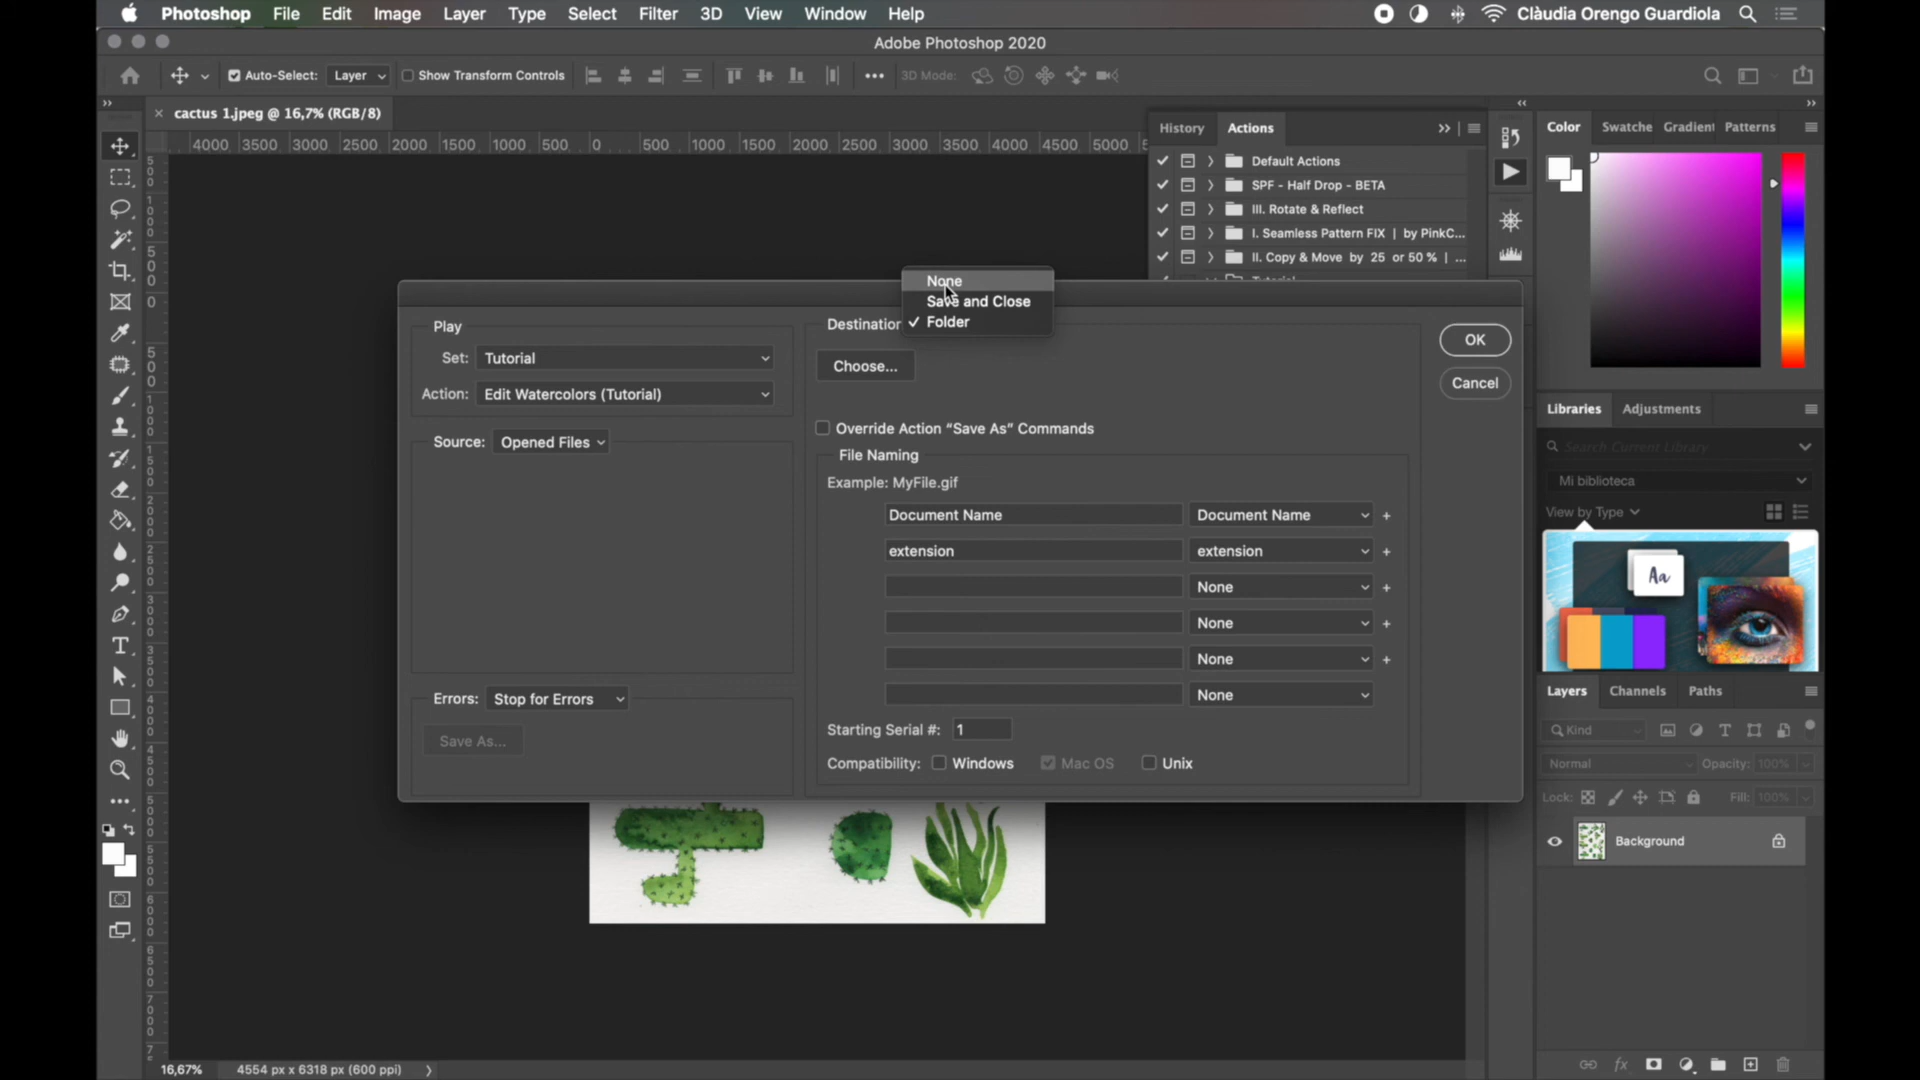 Photoshop File Edit Image Layer Type Select Filter 3D View Window Help Clàudia Orengo Guardiola
Adobe Photoshop 2020
Auto-Select: Layer Show Transform Controls 3D Mode:
cactus 1.jpeg @ 16,7% (RGB/8)
4000 3500 3000 2500 2000 1500 1000 500 0 500 1000 1500 2000 2500 3000 3500 4000 4500 5000
History Actions
Default Actions
SPF - Half Drop - BETA
III. Rotate & Reflect
I. Seamless Pattern FIX | by PinkC...
II. Copy & Move by 25 or 50 % | ...
Tutorial
Color Swatche Gradient Patterns
None
Save and Close
Folder
Play
Set: Tutorial
Action: Edit Watercolors (Tutorial)
Source: Opened Files
Errors: Stop for Errors
Save As...
Destination
Choose...
Override Action “Save As” Commands
File Naming
Example: MyFile.gif
Document Name Document Name +
extension extension +
None +
None +
None +
None
Starting Serial #: 1
Compatibility: Windows Mac OS Unix
OK
Cancel
Libraries Adjustments
Search Current Library
Mi biblioteca
View by Type
Aa
Layers Channels Paths
Kind
Normal Opacity: 100%
Lock: Fill: 100%
Background
fx
16,67% 4554 px x 6318 px (600 ppi)